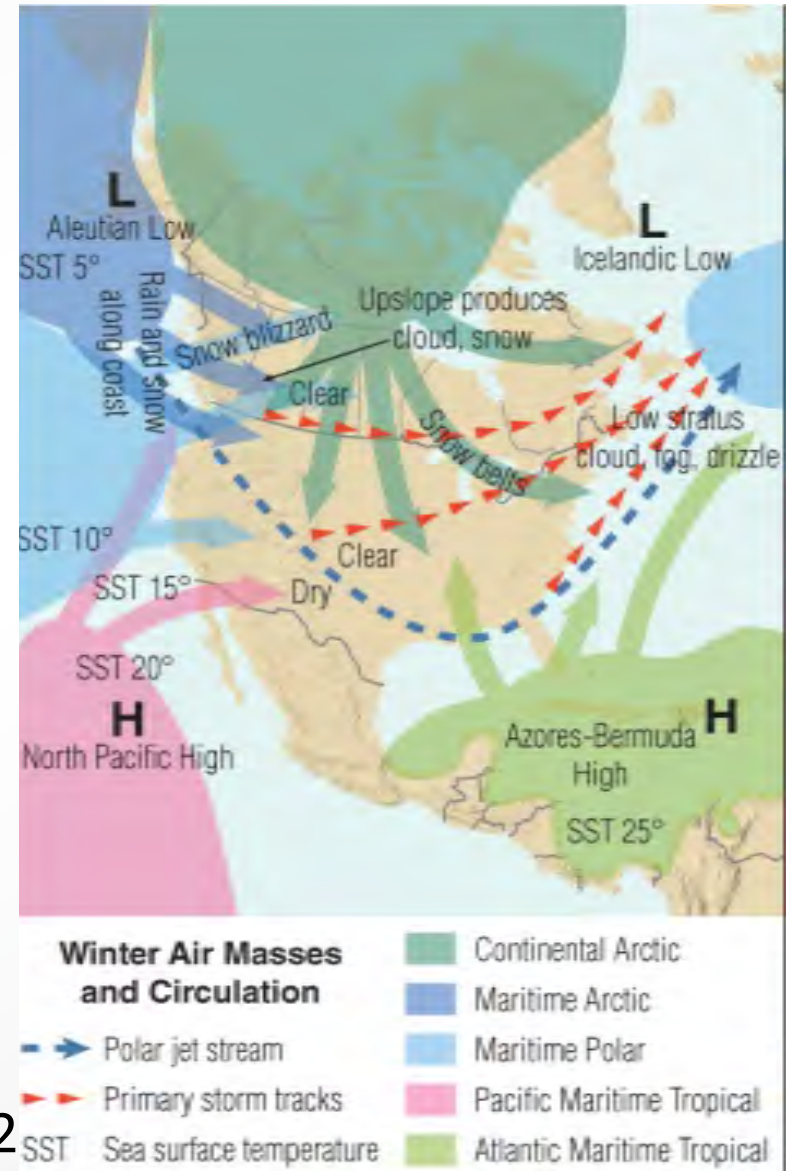 L
Aleutian Low
SST 5°
Rain and snow
along coast
Snow blizzard
Upslope produces
cloud, snow
L
Icelandic Low
Clear
Snow belts
Low stratus
cloud, fog, drizzle
SST 10°
Clear
SST 15°
Dry
SST 20°
H
North Pacific High
H
Azores-Bermuda
High
SST 25°
Winter Air Masses
and Circulation
Polar jet stream
Primary storm tracks
2
SST Sea surface temperature
Continental Arctic
Maritime Arctic
Maritime Polar
Pacific Maritime Tropical
Atlantic Maritime Tropical